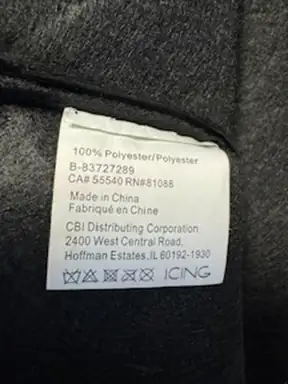 100% Polyester/Polyester
B-83727289
CA# 55540 RN#81088
Made in China
Fabriqué en Chine
CBI Distributing Corporation
2400 West Central Road,
Hoffman Estates,IL 60192-1930
ICING